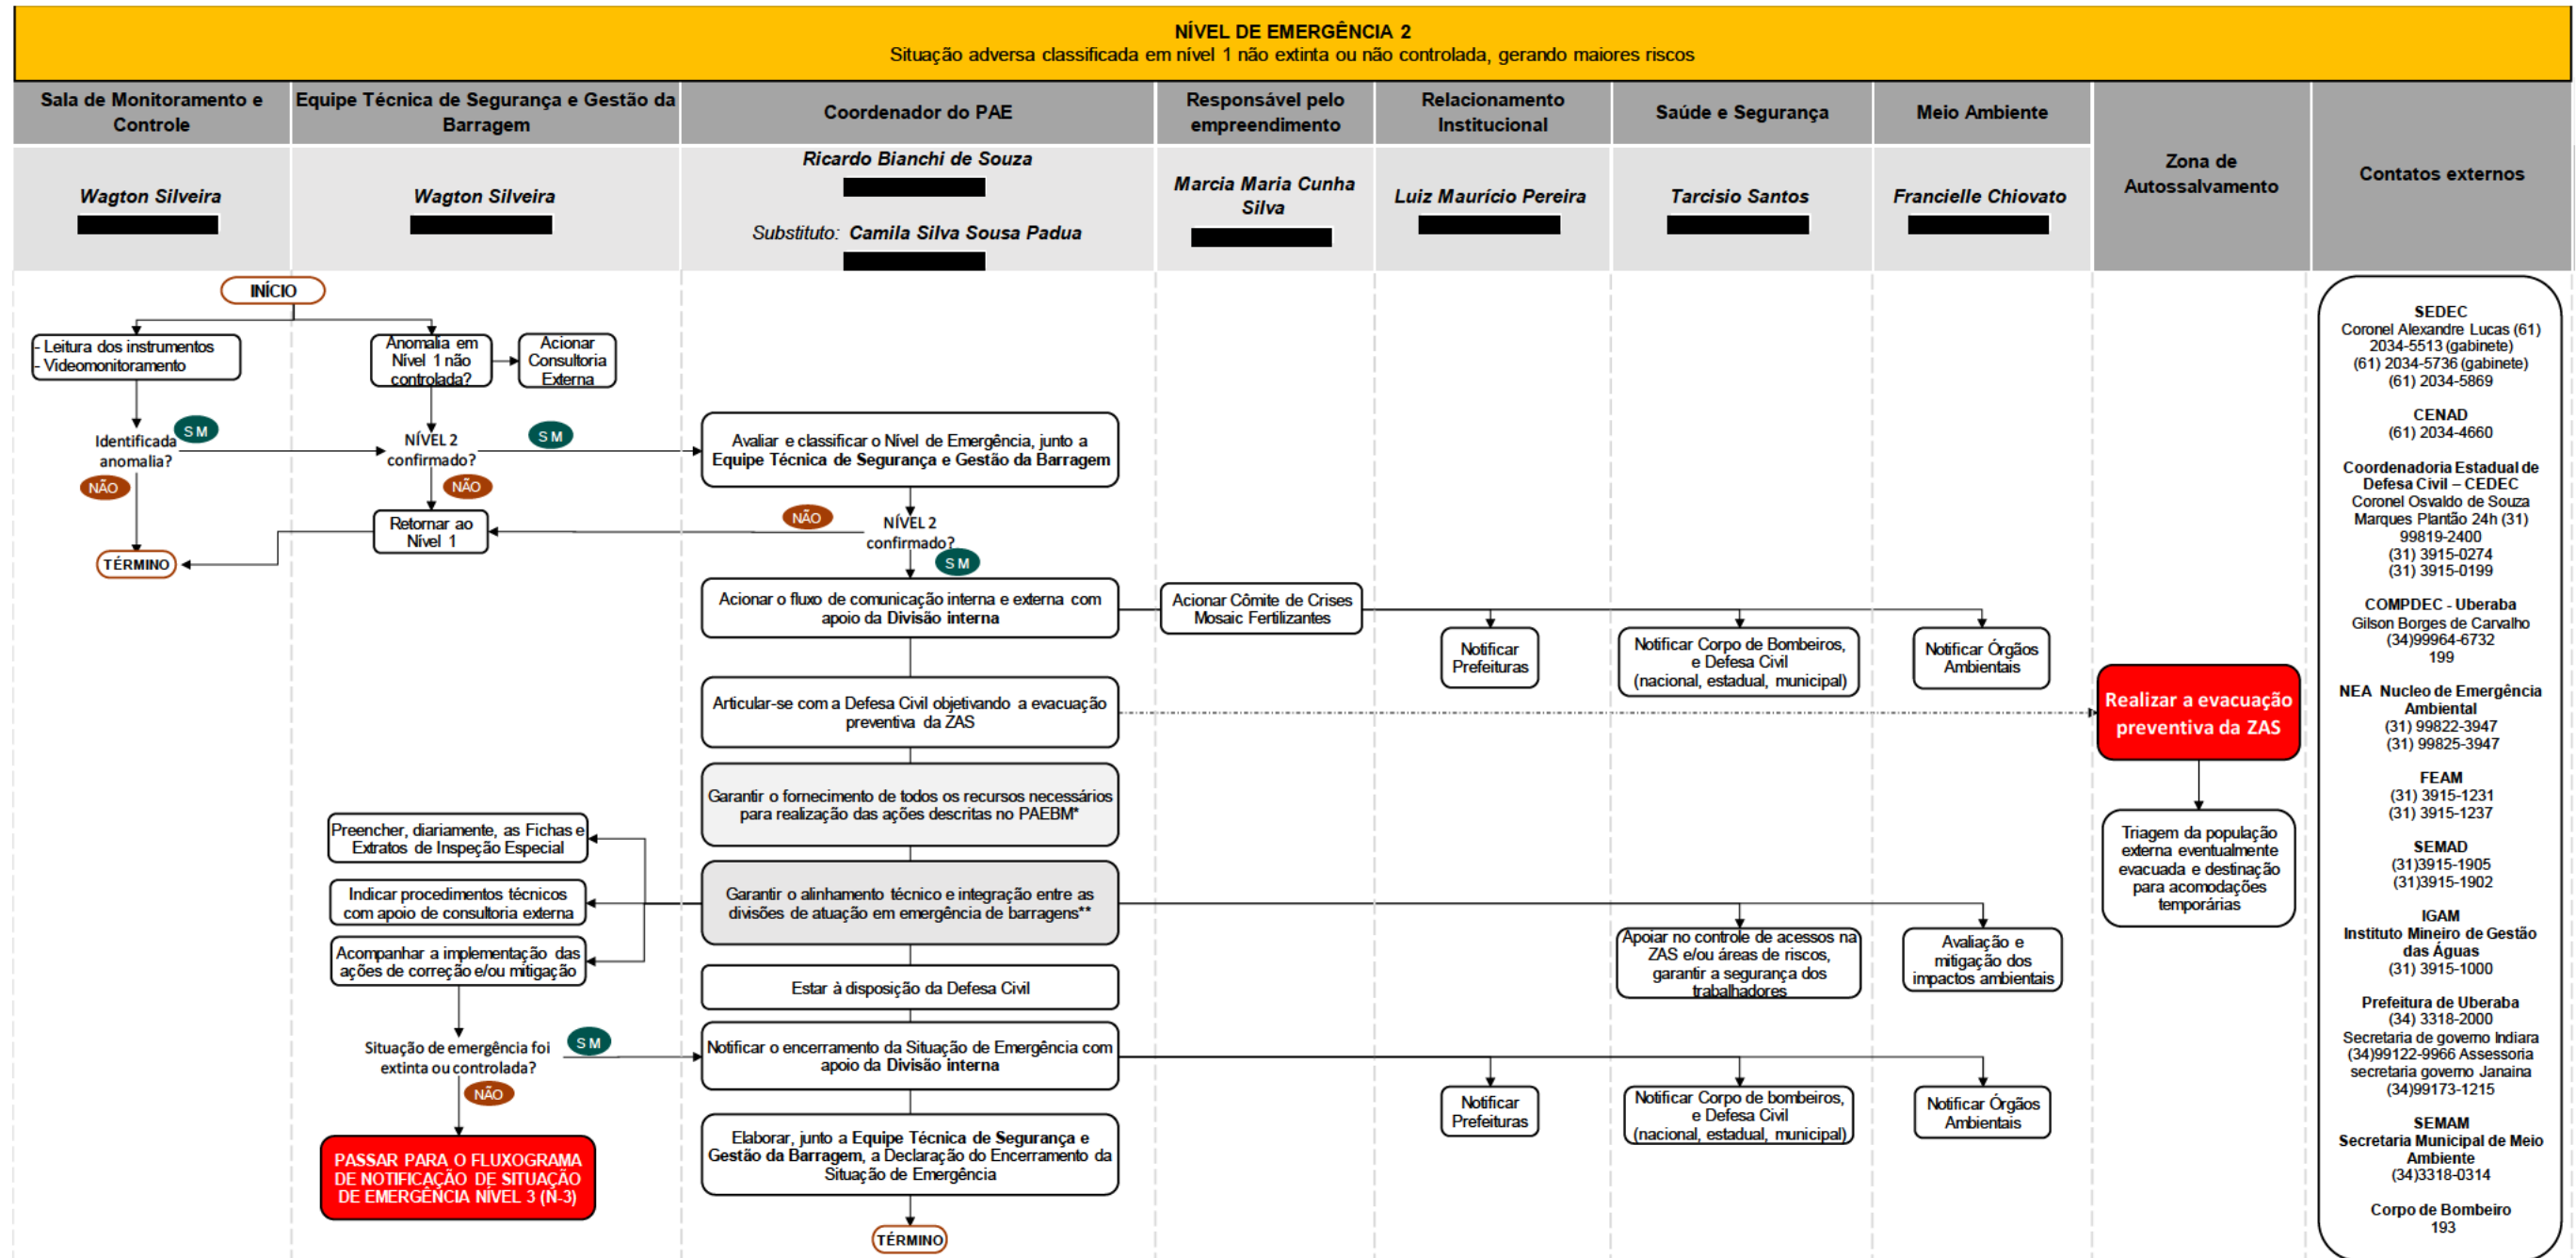 NÍVEL DE EMERGÊNCIA 2
Situação adversa classificada em nível 1 não extinta ou não controlada, gerando maiores riscos
Sala de Monitoramento e
Controle
Equipe Técnica de Segurança e Gestão da
Barragem
Coordenador do PAE
Responsável pelo
empreendimento
Relacionamento
Institucional
Saúde e Segurança
Meio Ambiente
Zona de
Autossalvamento
Contatos externos
Wagton Silveira
Wagton Silveira
Ricardo Bianchi de Souza
Substituto: Camila Silva Sousa Padua
Marcia Maria Cunha
Silva
Luiz Maurício Pereira
Tarcisio Santos
Francielle Chiovato
INÍCIO
- Leitura dos instrumentos
- Videomonitoramento
Anomalia em
Nível 1 não
controlada?
Acionar
Consultoria
Externa
Identificada
anomalia?
S M
NÃO
NÍVEL 2
confirmado?
S M
NÃO
Avaliar e classificar o Nível de Emergência, junto a
Equipe Técnica de Segurança e Gestão da Barragem
Retornar ao
Nível 1
NÃO
NÍVEL 2
confirmado?
S M
TÉRMINO
Acionar o fluxo de comunicação interna e externa com
apoio da Divisão interna
Acionar Cômite de Crises
Mosaic Fertilizantes
Notificar
Prefeituras
Notificar Corpo de Bombeiros,
e Defesa Civil
(nacional, estadual, municipal)
Notificar Órgãos
Ambientais
Articular-se com a Defesa Civil objetivando a evacuação
preventiva da ZAS
Realizar a evacuação
preventiva da ZAS
Garantir o fornecimento de todos os recursos necessários
para realização das ações descritas no PAEBM*
Preencher, diariamente, as Fichas e
Extratos de Inspeção Especial
Indicar procedimentos técnicos
com apoio de consultoria externa
Acompanhar a implementação das
ações de correção e/ou mitigação
Garantir o alinhamento técnico e integração entre as
divisões de atuação em emergência de barragens**
Triagem da população
externa eventualmente
evacuada e destinação
para acomodações
temporárias
Apoiar no controle de acessos na
ZAS e/ou áreas de riscos,
garantir a segurança dos
trabalhadores
Avaliação e
mitigação dos
impactos ambientais
Estar à disposição da Defesa Civil
Situação de emergência foi
extinta ou controlada?
S M
NÃO
Notificar o encerramento da Situação de Emergência com
apoio da Divisão interna
Notificar
Prefeituras
Notificar Corpo de bombeiros,
e Defesa Civil
(nacional, estadual, municipal)
Notificar Órgãos
Ambientais
PASSAR PARA O FLUXOGRAMA
DE NOTIFICAÇÃO DE SITUAÇÃO
DE EMERGÊNCIA NÍVEL 3 (N-3)
Elaborar, junto a Equipe Técnica de Segurança e
Gestão da Barragem, a Declaração do Encerramento da
Situação de Emergência
TÉRMINO
SEDEC
Coronel Alexandre Lucas (61)
2034-5513 (gabinete)
(61) 2034-5736 (gabinete)
(61) 2034-5869
CENAD
(61) 2034-4660
Coordenadoria Estadual de
Defesa Civil – CEDEC
Coronel Osvaldo de Souza
Marques Plantão 24h (31)
99819-2400
(31) 3915-0274
(31) 3915-0199
COMPDEC - Uberaba
Gilson Borges de Carvalho
(34)99964-6732
199
NEA Nucleo de Emergência
Ambiental
(31) 99822-3947
(31) 99825-3947
FEAM
(31) 3915-1231
(31) 3915-1237
SEMAD
(31)3915-1905
(31)3915-1902
IGAM
Instituto Mineiro de Gestão
das Águas
(31) 3915-1000
Prefeitura de Uberaba
(34) 3318-2000
Secretaria de governo Indiara
(34)99122-9966 Assessoria
secretaria governo Janaina
(34)99173-1215
SEMAM
Secretaria Municipal de Meio
Ambiente
(34)3318-0314
Corpo de Bombeiro
193